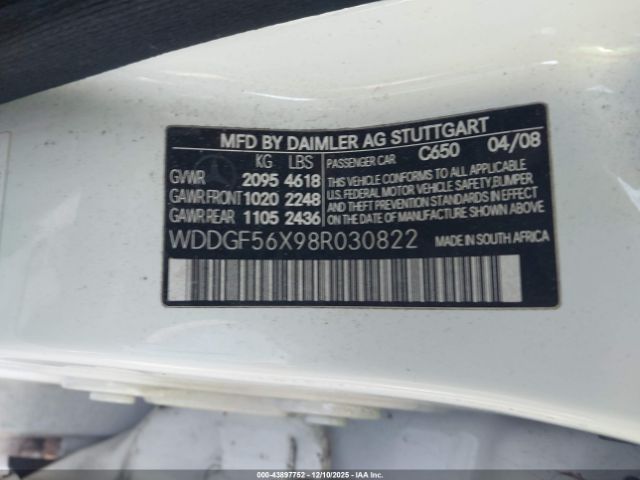 MFD BY DAIMLER AG STUTTGART
KG LBS PASSENGER CAR C650 04/08
GVWR 2095 4618
GAWR FRONT 1020 2248
GAWR REAR 1105 2436
THIS VEHICLE CONFORMS TO ALL APPLICABLE
U.S. FEDERAL MOTOR VEHICLE SAFETY, BUMPER
AND THEFT PREVENTION STANDARDS IN EFFECT
ON THE DATE OF MANUFACTURE SHOWN ABOVE.
WDDGF56X98R030822 MADE IN SOUTH AFRICA
000-43897752 - 12/10/2025 - IAAI.COM